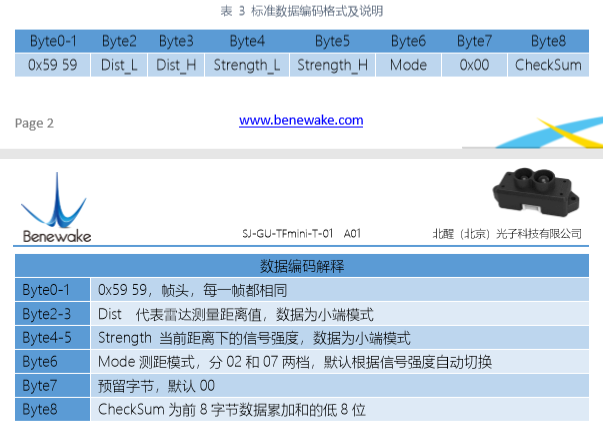 表 3 标准数据编码格式及说明
Byte0-1 Byte2 Byte3 Byte4 Byte5 Byte6 Byte7 Byte8
0x59 59 Dist_L Dist_H Strength_L Strength_H Mode 0x00 CheckSum
Page 2 www.benewake.com
Benewake SJ-GU-TFmini-T-01 A01 北醒（北京）光子科技有限公司
数据编码解释
Byte0-1 0x59 59，帧头，每一帧都相同
Byte2-3 Dist 代表雷达测量距离值，数据为小端模式
Byte4-5 Strength 当前距离下的信号强度，数据为小端模式
Byte6 Mode 测距模式，分 02 和 07 两档，默认根据信号强度自动切换
Byte7 预留字节，默认 00
Byte8 CheckSum 为前 8 字节数据累加和的低 8 位